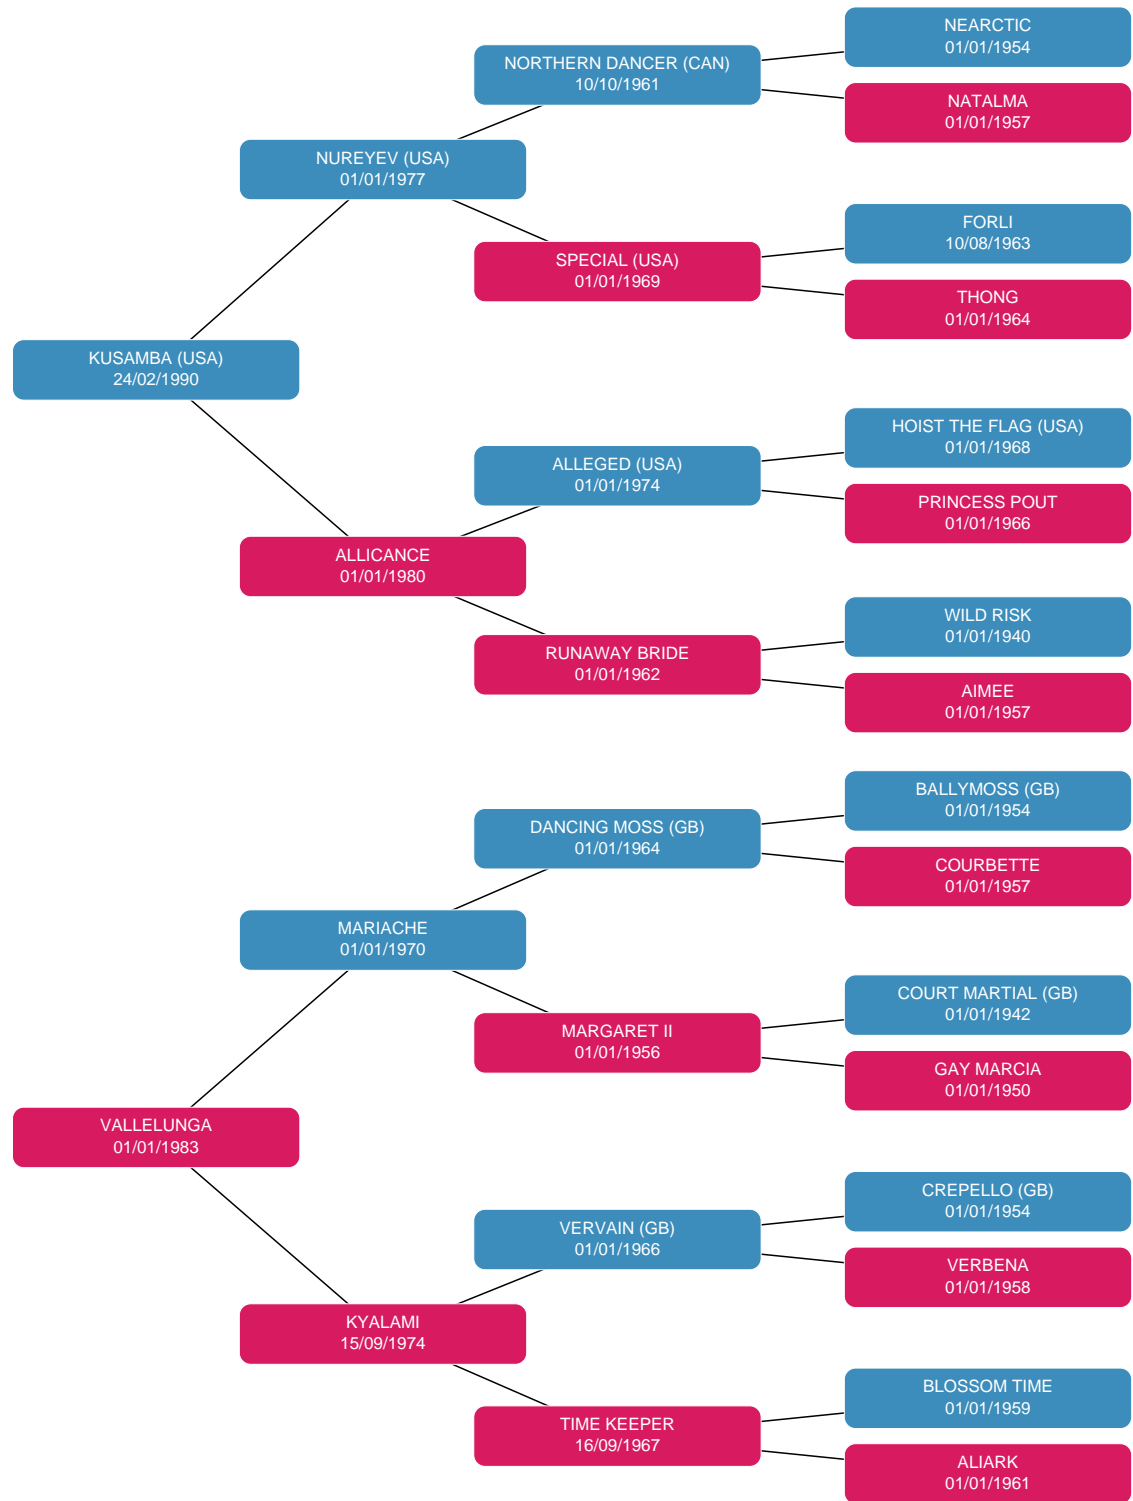 NEARCTIC
01/01/1954
NORTHERN DANCER (CAN)
10/10/1961
NATALMA
01/01/1957
NUREYEV (USA)
01/01/1977
FORLI
10/08/1963
SPECIAL (USA)
01/01/1969
THONG
01/01/1964
KUSAMBA (USA)
24/02/1990
HOIST THE FLAG (USA)
01/01/1968
ALLEGED (USA)
01/01/1974
PRINCESS POUT
01/01/1966
ALLICANCE
01/01/1980
WILD RISK
01/01/1940
RUNAWAY BRIDE
01/01/1962
AIMEE
01/01/1957
BALLYMOSS (GB)
01/01/1954
DANCING MOSS (GB)
01/01/1964
COURBETTE
01/01/1957
MARIACHE
01/01/1970
COURT MARTIAL (GB)
01/01/1942
MARGARET II
01/01/1956
GAY MARCIA
01/01/1950
VALLELUNGA
01/01/1983
CREPELLO (GB)
01/01/1954
VERVAIN (GB)
01/01/1966
VERBENA
01/01/1958
KYALAMI
15/09/1974
BLOSSOM TIME
01/01/1959
TIME KEEPER
16/09/1967
ALIARK
01/01/1961